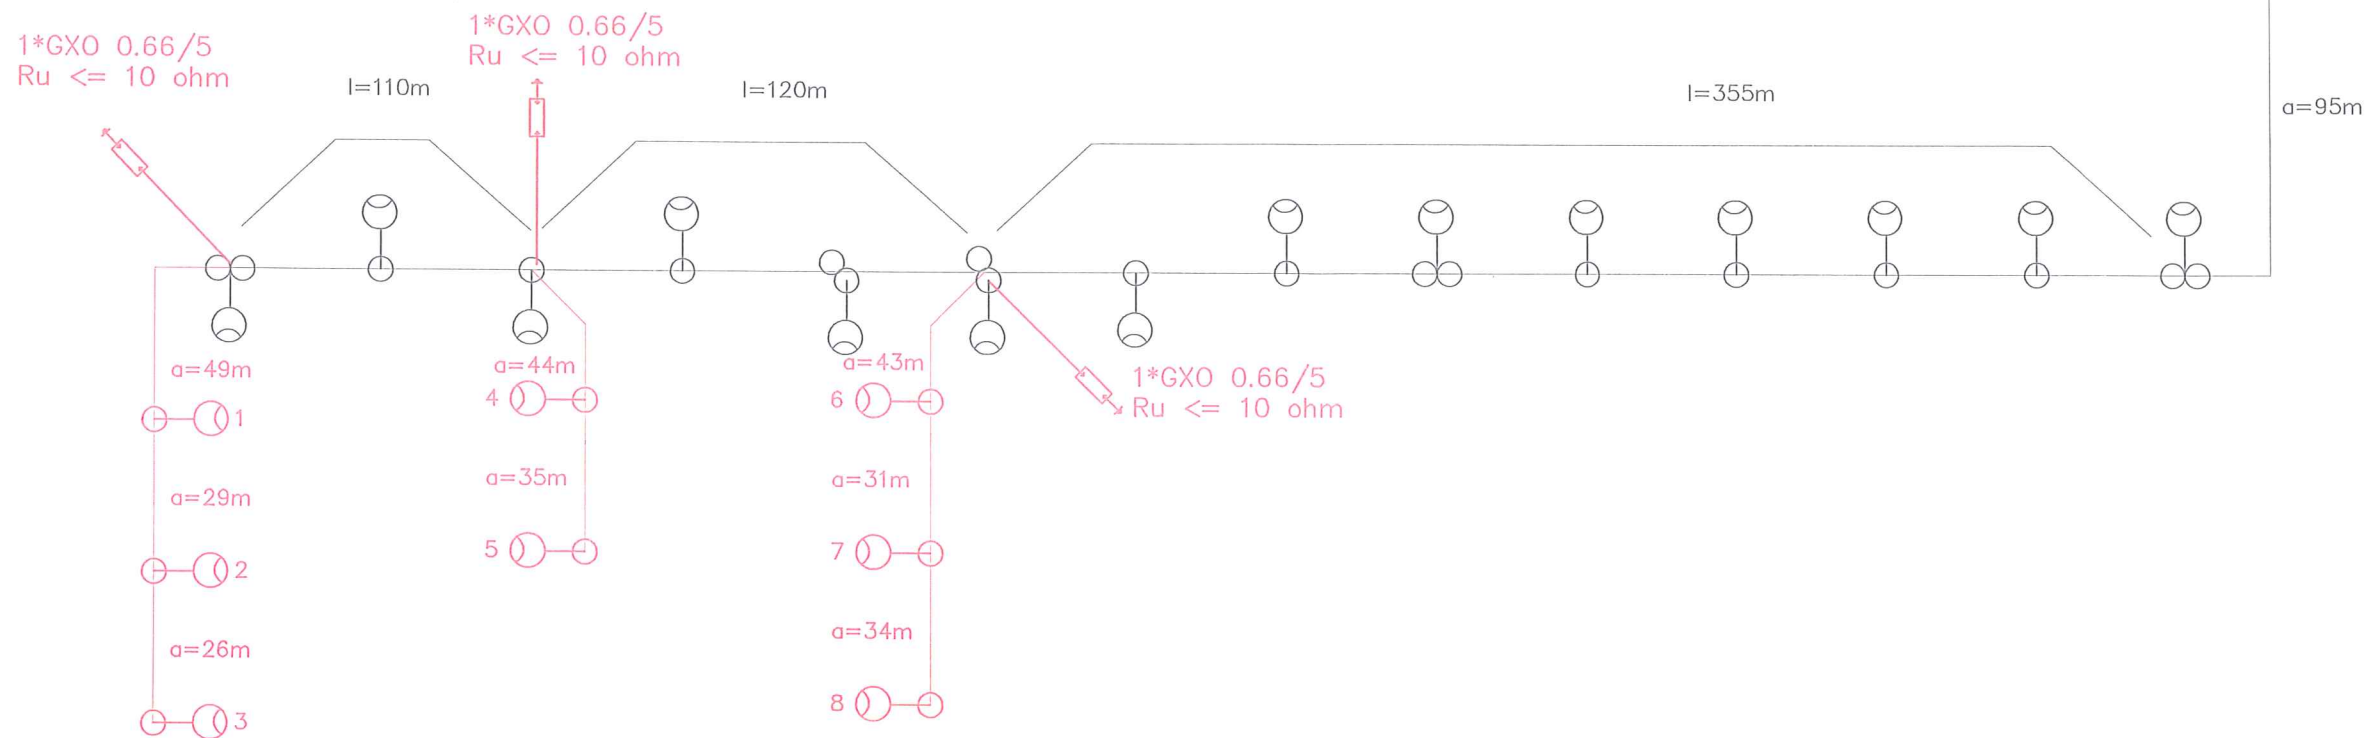 1*GXO 0.66/5
Ru <= 10 ohm
1*GXO 0.66/5
Ru <= 10 ohm
l=110m
l=120m
l=355m
a=95m
a=49m
1
a=29m
2
a=26m
3
a=44m
4
a=35m
5
a=43m
6
a=31m
7
a=34m
8
1*GXO 0.66/5
Ru <= 10 ohm